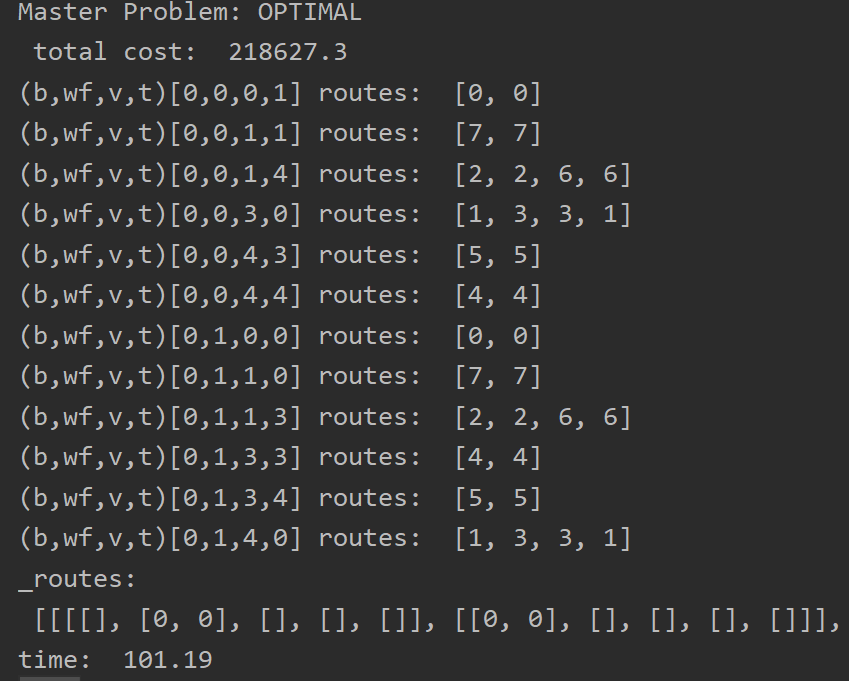 Master Problem: OPTIMAL
total cost:  218627.3
(b,wf,v,t)[0,0,0,1] routes:  [0, 0]
(b,wf,v,t)[0,0,1,1] routes:  [7, 7]
(b,wf,v,t)[0,0,1,4] routes:  [2, 2, 6, 6]
(b,wf,v,t)[0,0,3,0] routes:  [1, 3, 3, 1]
(b,wf,v,t)[0,0,4,3] routes:  [5, 5]
(b,wf,v,t)[0,0,4,4] routes:  [4, 4]
(b,wf,v,t)[0,1,0,0] routes:  [0, 0]
(b,wf,v,t)[0,1,1,0] routes:  [7, 7]
(b,wf,v,t)[0,1,1,3] routes:  [2, 2, 6, 6]
(b,wf,v,t)[0,1,3,3] routes:  [4, 4]
(b,wf,v,t)[0,1,3,4] routes:  [5, 5]
(b,wf,v,t)[0,1,4,0] routes:  [1, 3, 3, 1]
_routes:
[[[[], [0, 0], [], [], []], [[0, 0], [], [], [], []]],
time:  101.19